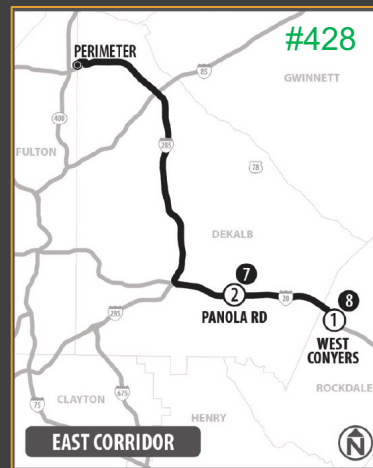 #428
PERIMETER
85
GWINNETT
400
FULTON
285
78
DEKALB
7
2
20
8
PANOLA RD
1
285
WEST
CONYERS
ROCKDALE
CLAYTON
675
75
HENRY
EAST CORRIDOR
N